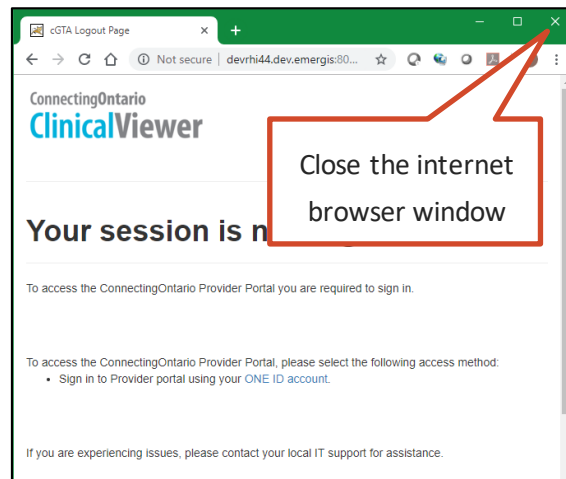 cGTA Logout Page
Not secure | devrhi44.dev.emergis:80...
ConnectingOntario
ClinicalViewer
Close the internet
browser window
Your session is n
To access the ConnectingOntario Provider Portal you are required to sign in.
To access the ConnectingOntario Provider Portal, please select the following access method:
• Sign in to Provider portal using your ONE ID account.
If you are experiencing issues, please contact your local IT support for assistance.